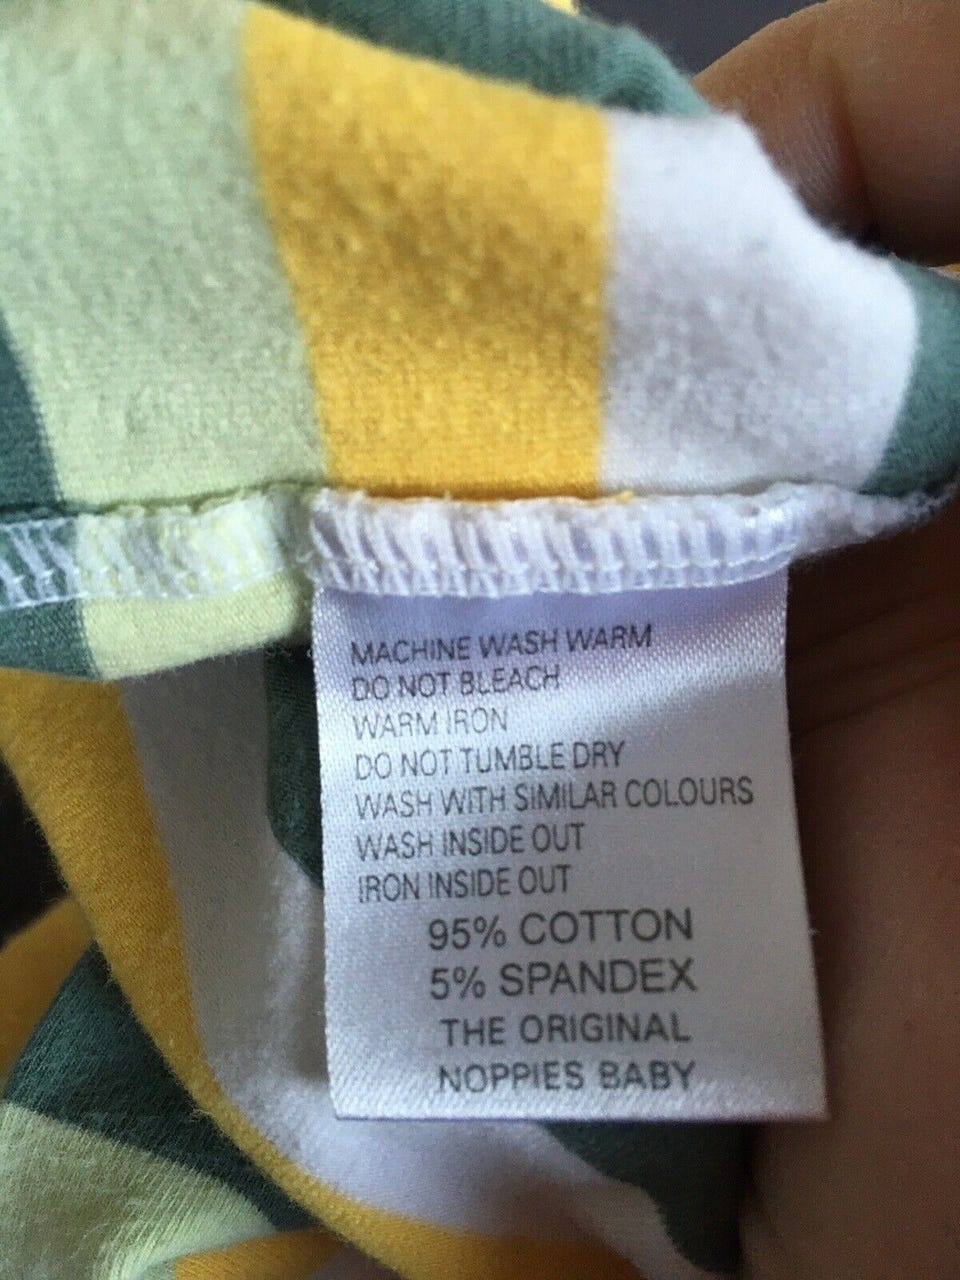 MACHINE WASH WARM
DO NOT BLEACH
WARM IRON
DO NOT TUMBLE DRY
WASH WITH SIMILAR COLOURS
WASH INSIDE OUT
IRON INSIDE OUT
95% COTTON
5% SPANDEX
THE ORIGINAL
NOPPIES BABY